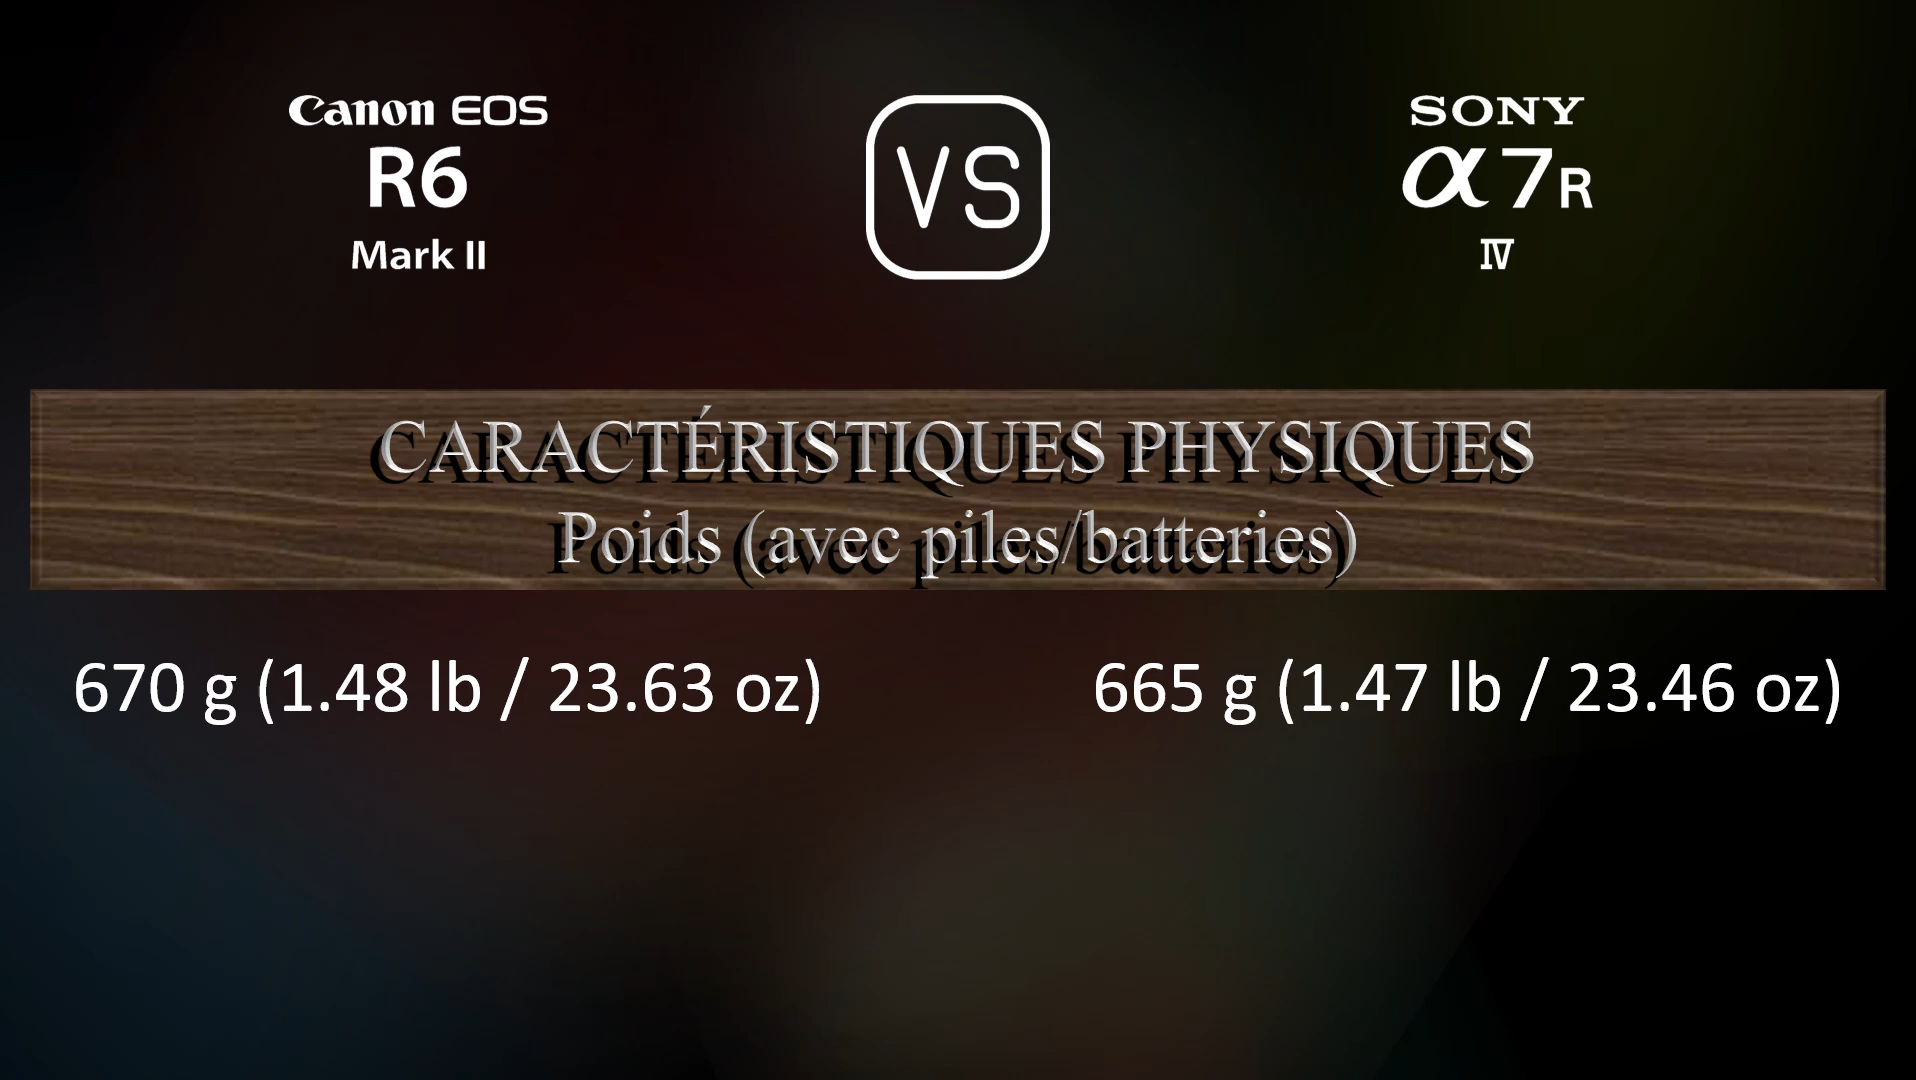 Canon EOS
R6
Mark II
VS
SONY
α7R
IV
CARACTÉRISTIQUES PHYSIQUES
Poids (avec piles/batteries)
670 g (1.48 lb / 23.63 oz)
665 g (1.47 lb / 23.46 oz)